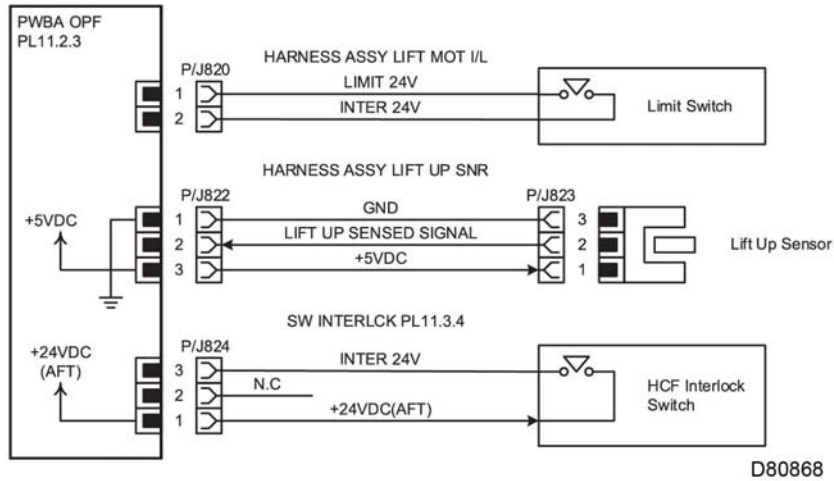 PWBA OPF
PL11.2.3
P/J820
HARNESS ASSY LIFT MOT I/L
1
LIMIT 24V
2
INTER 24V
Limit Switch
HARNESS ASSY LIFT UP SNR
P/J822
P/J823
+5VDC
1
GND
3
2
LIFT UP SENSED SIGNAL
2
3
+5VDC
1
Lift Up Sensor
SW INTERLCK PL11.3.4
+24VDC
(AFT)
P/J824
3
INTER 24V
2
N.C
1
+24VDC(AFT)
HCF Interlock
Switch
D80868